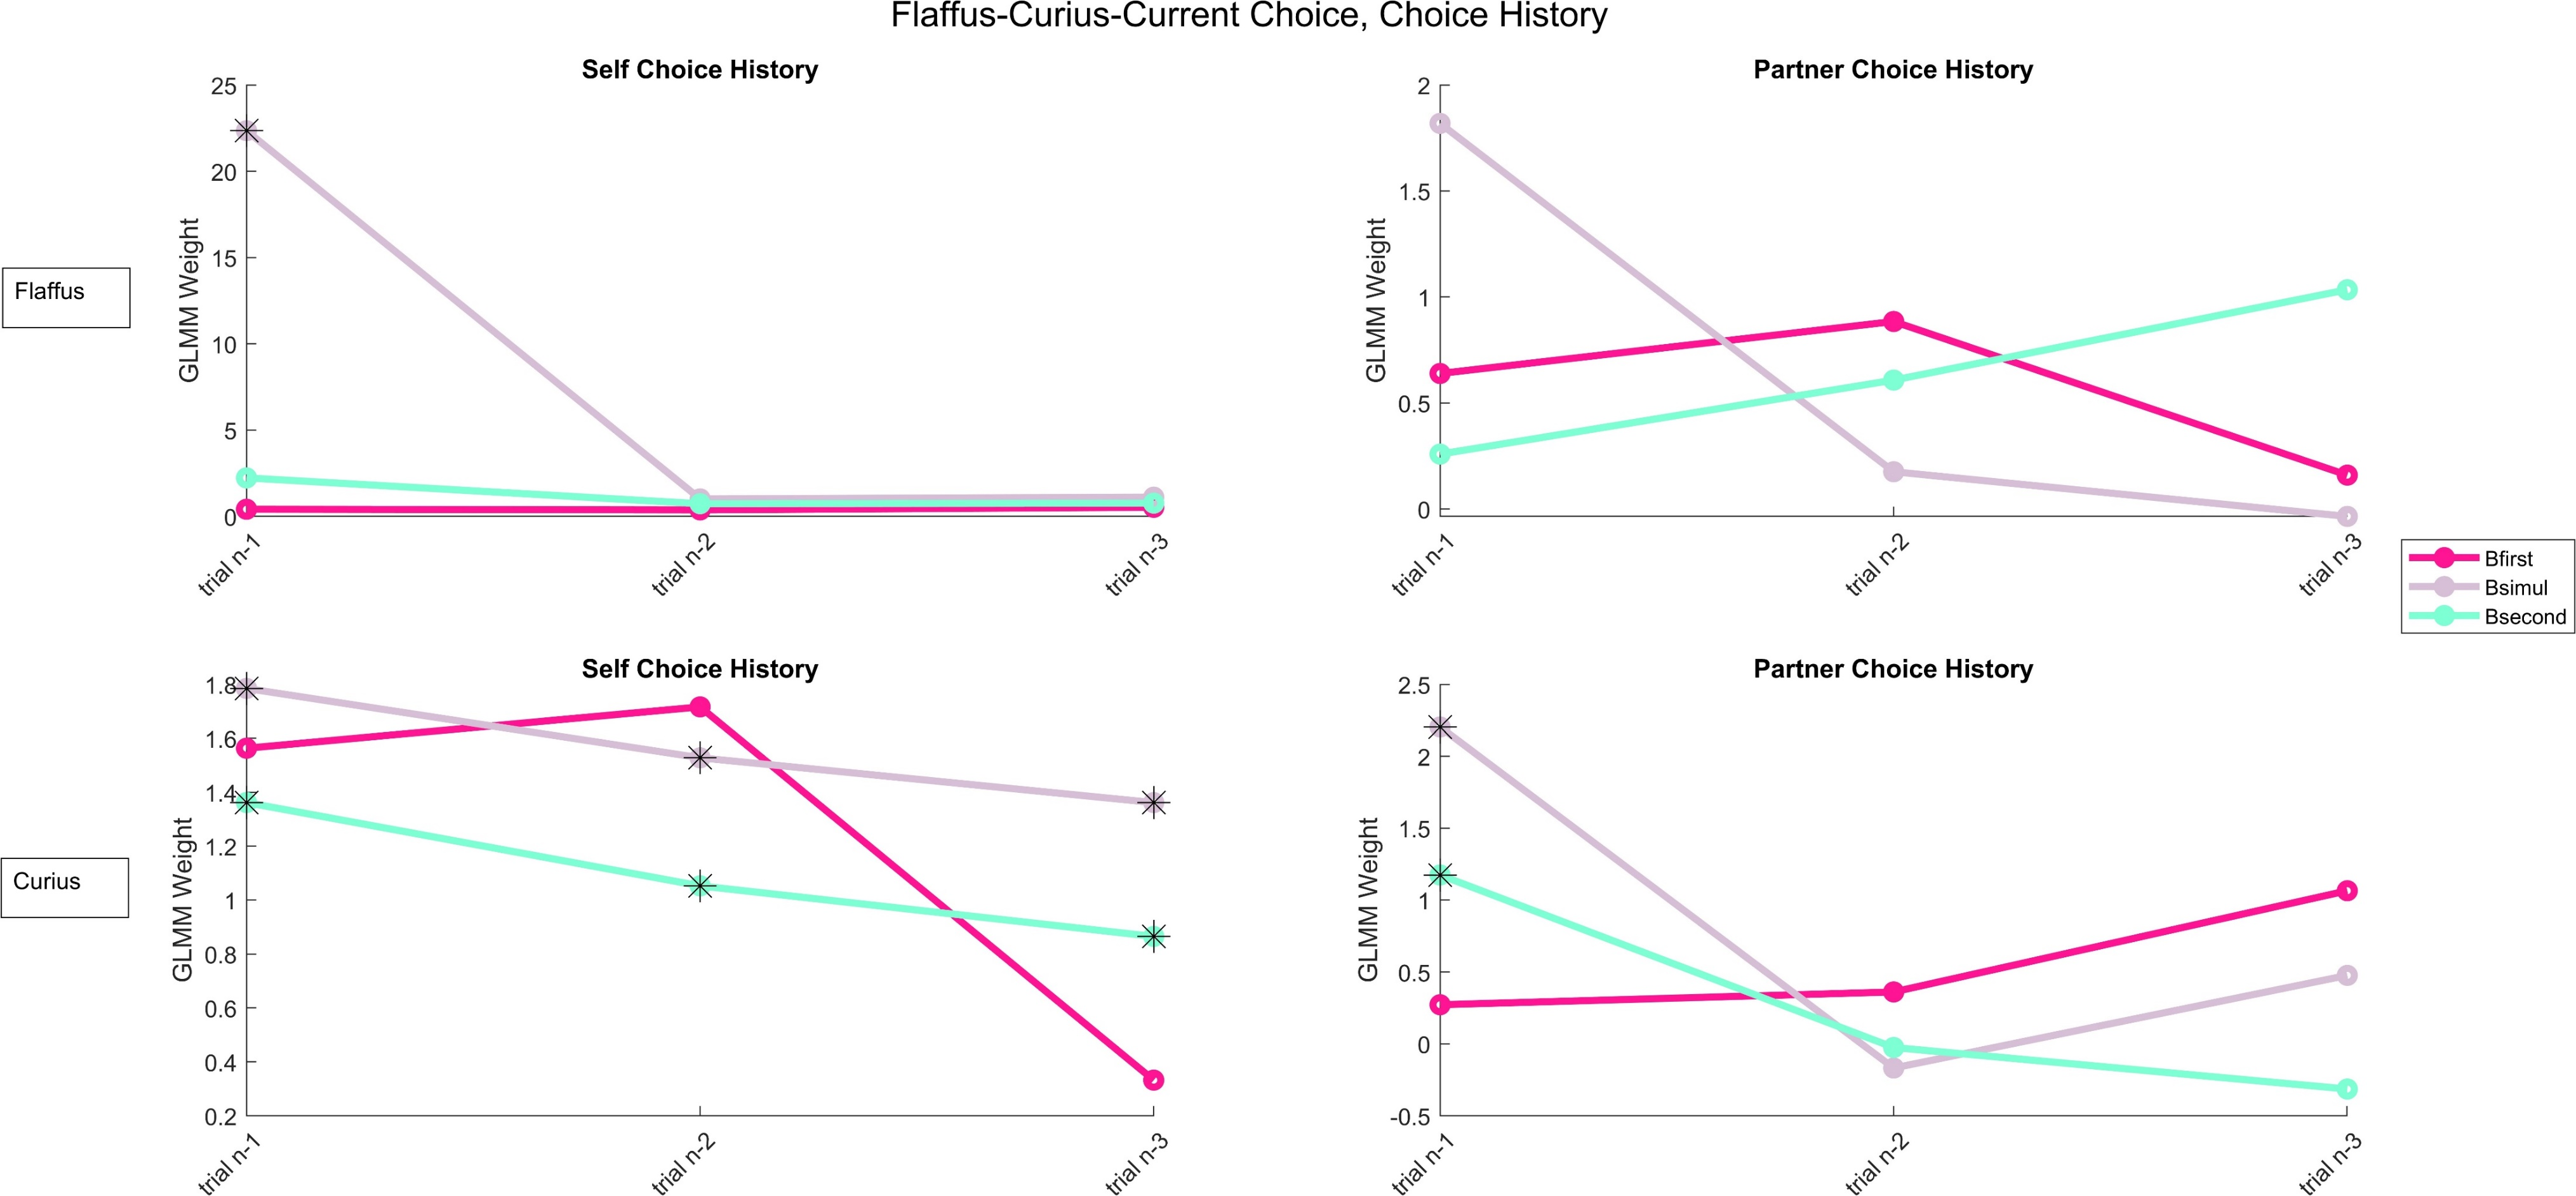 Flaffus-Curius-Current Choice, Choice History
Self Choice History
25
20
15
10
5
0
GLMM Weight
trial n-1
trial n-2
trial n-3
Flaffus
Partner Choice History
2
1.5
1
0.5
0
GLMM Weight
trial n-1
trial n-2
trial n-3
Bfirst
Bsimul
Bsecond
Self Choice History
1.8
1.6
1.4
1.2
1
0.8
0.6
0.4
0.2
GLMM Weight
trial n-1
trial n-2
trial n-3
Curius
Partner Choice History
2.5
2
1.5
1
0.5
0
-0.5
GLMM Weight
trial n-1
trial n-2
trial n-3